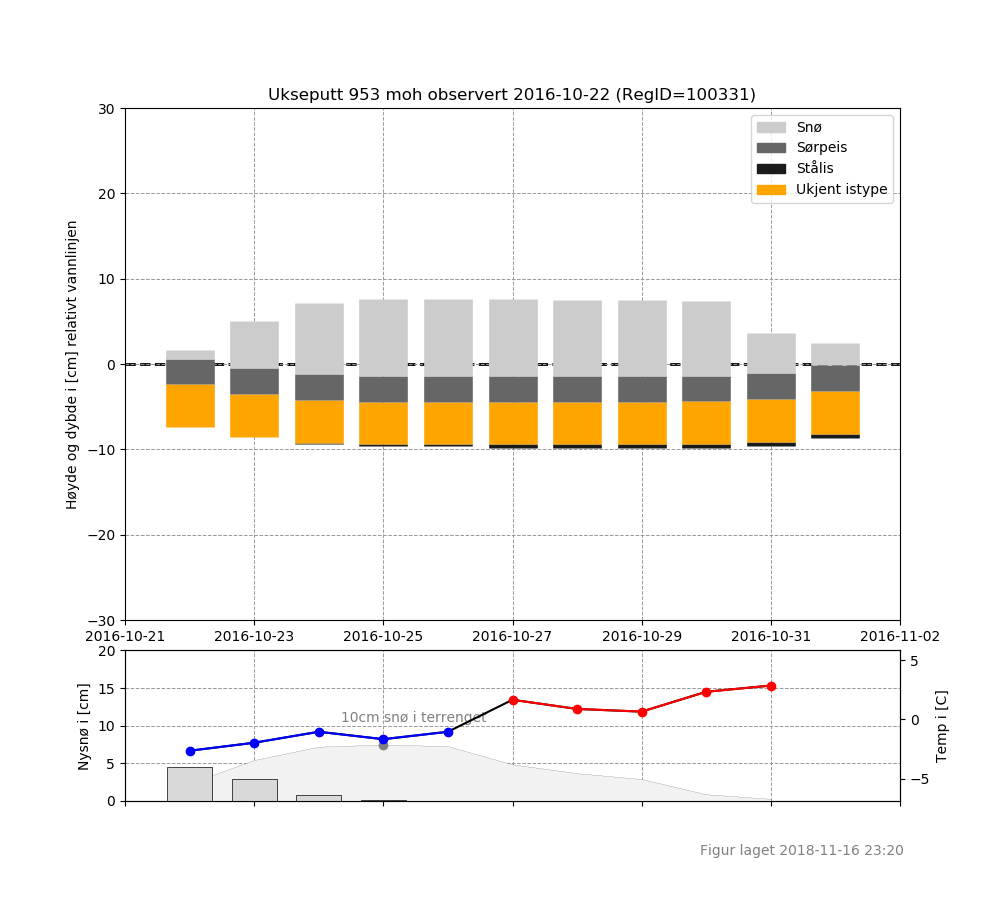 Ukseputt 953 moh observert 2016-10-22 (RegID=100331)
Høyde og dybde i [cm] relativt vannlinjen
30
20
10
0
−10
−20
−30
Snø
Sørpeis
Stålis
Ukjent istype
2016-10-21 2016-10-23 2016-10-25 2016-10-27 2016-10-29 2016-10-31 2016-11-02
Nysnø i [cm]
20
15
10
5
0
10cm snø i terrenget
5
0
−5
Temp i [C]
Figur laget 2018-11-16 23:20